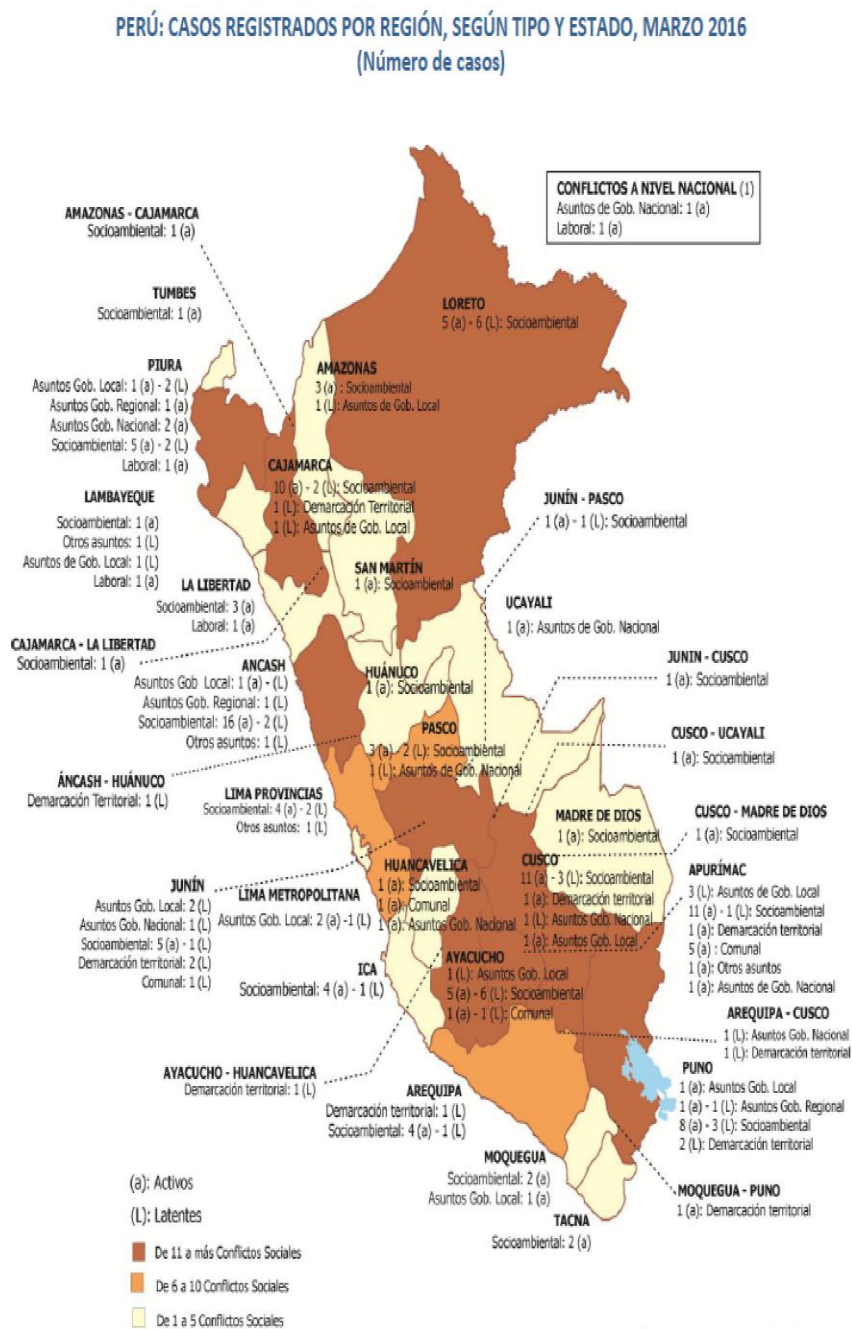 PERÚ: CASOS REGISTRADOS POR REGIÓN, SEGÚN TIPO Y ESTADO, MARZO 2016
(Número de casos)
CONFLICTOS A NIVEL NACIONAL (1)
Asuntos de Gob. Nacional: 1 (a)
Laboral: 1 (a)
AMAZONAS - CAJAMARCA
Socioambiental: 1 (a)
TUMBES
Socioambiental: 1 (a)
LORETO
5 (a) - 6 (L): Socioambiental
PIURA
Asuntos Gob. Local: 1 (a) - 2 (L)
Asuntos Gob. Regional: 1 (a)
Asuntos Gob. Nacional: 2 (a)
Socioambiental: 5 (a) - 2 (L)
Laboral: 1 (a)
AMAZONAS
3 (a) : Socioambiental
1 (L): Asuntos de Gob. Local
CAJAMARCA
10 (a) - 2 (L): Socioambiental
1 (L): Demarcación Territorial
1 (L): Asuntos de Gob. Local
LAMBAYEQUE
Socioambiental: 1 (a)
Otros asuntos: 1 (L)
Asuntos de Gob. Local: 1 (L)
Laboral: 1 (a)
JUNÍN - PASCO
1 (a) - 1 (L): Socioambiental
SAN MARTÍN
1 (a): Socioambiental
LA LIBERTAD
Socioambiental: 3 (a)
Laboral: 1 (a)
UCAYALI
1 (a): Asuntos de Gob. Nacional
CAJAMARCA - LA LIBERTAD
Socioambiental: 1 (a)
JUNIN - CUSCO
1 (a): Socioambiental
ANCASH
Asuntos Gob Local: 1 (a) - (L)
Asuntos Gob. Regional: 1 (L)
Socioambiental: 16 (a) - 2 (L)
Otros asuntos: 1 (L)
HUÁNUCO
1 (a): Socioambiental
PASCO
3 (a) - 2 (L): Socioambiental
1 (L): Asuntos de Gob. Nacional
CUSCO - UCAYALI
1 (a): Socioambiental
ÁNCASH - HUÁNUCO
Demarcación Territorial: 1 (L)
LIMA PROVINCIAS
Socioambiental: 4 (a) - 2 (L)
Otros asuntos: 1 (L)
MADRE DE DIOS
1 (a): Socioambiental
CUSCO - MADRE DE DIOS
1 (a): Socioambiental
JUNÍN
Asuntos Gob. Local: 2 (L)
Asuntos Gob. Nacional: 1 (L)
Socioambiental: 5 (a) - 1 (L)
Demarcación territorial: 2 (L)
Comunal: 1 (L)
LIMA METROPOLITANA
Asuntos Gob. Local: 2 (a) -1 (L)
HUANCAVELICA
1 (a): Socioambiental
1 (a): Comunal
1 (a): Asuntos Gob. Nacional
CUSCO
11 (a) - 3 (L): Socioambiental
1 (a): Demarcación territorial
1 (L): Asuntos Gob. Nacional
1 (a): Asuntos Gob. Local
APURÍMAC
3 (L): Asuntos de Gob. Local
11 (a) - 1 (L): Socioambiental
1 (a): Demarcación territorial
5 (a) : Comunal
1 (a): Otros asuntos
1 (a): Asuntos de Gob. Nacional
ICA
Socioambiental: 4 (a) - 1 (L)
AYACUCHO
1 (L): Asuntos Gob. Local
5 (a) - 6 (L): Socioambiental
1 (a) - 1 (L): Comunal
AREQUIPA - CUSCO
1 (L): Asuntos Gob. Nacional
1 (L): Demarcación territorial
AYACUCHO - HUANCAVELICA
Demarcación territorial: 1 (L)
AREQUIPA
Demarcación territorial: 1 (L)
Socioambiental: 4 (a) - 1 (L)
PUNO
1 (a): Asuntos Gob. Local
1 (a) - 1 (L): Asuntos Gob. Regional
8 (a) - 3 (L): Socioambiental
2 (L): Demarcación territorial
MOQUEGUA
Socioambiental: 2 (a)
Asuntos Gob. Local: 1 (a)
MOQUEGUA - PUNO
1 (a): Demarcación territorial
TACNA
Socioambiental: 2 (a)
(a): Activos
(L): Latentes
De 11 a más Conflictos Sociales
De 6 a 10 Conflictos Sociales
De 1 a 5 Conflictos Sociales